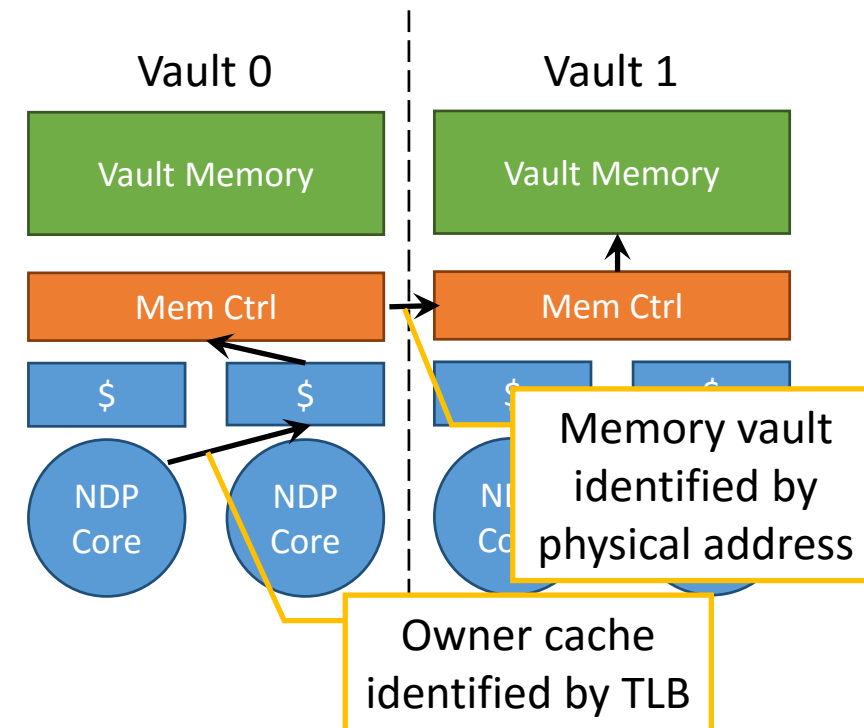 Vault 0
Vault 1
Vault Memory
Vault Memory
Mem Ctrl
Mem Ctrl
$
$
NDP
Core
NDP
Core
Memory vault
identified by
physical address
Owner cache
identified by TLB